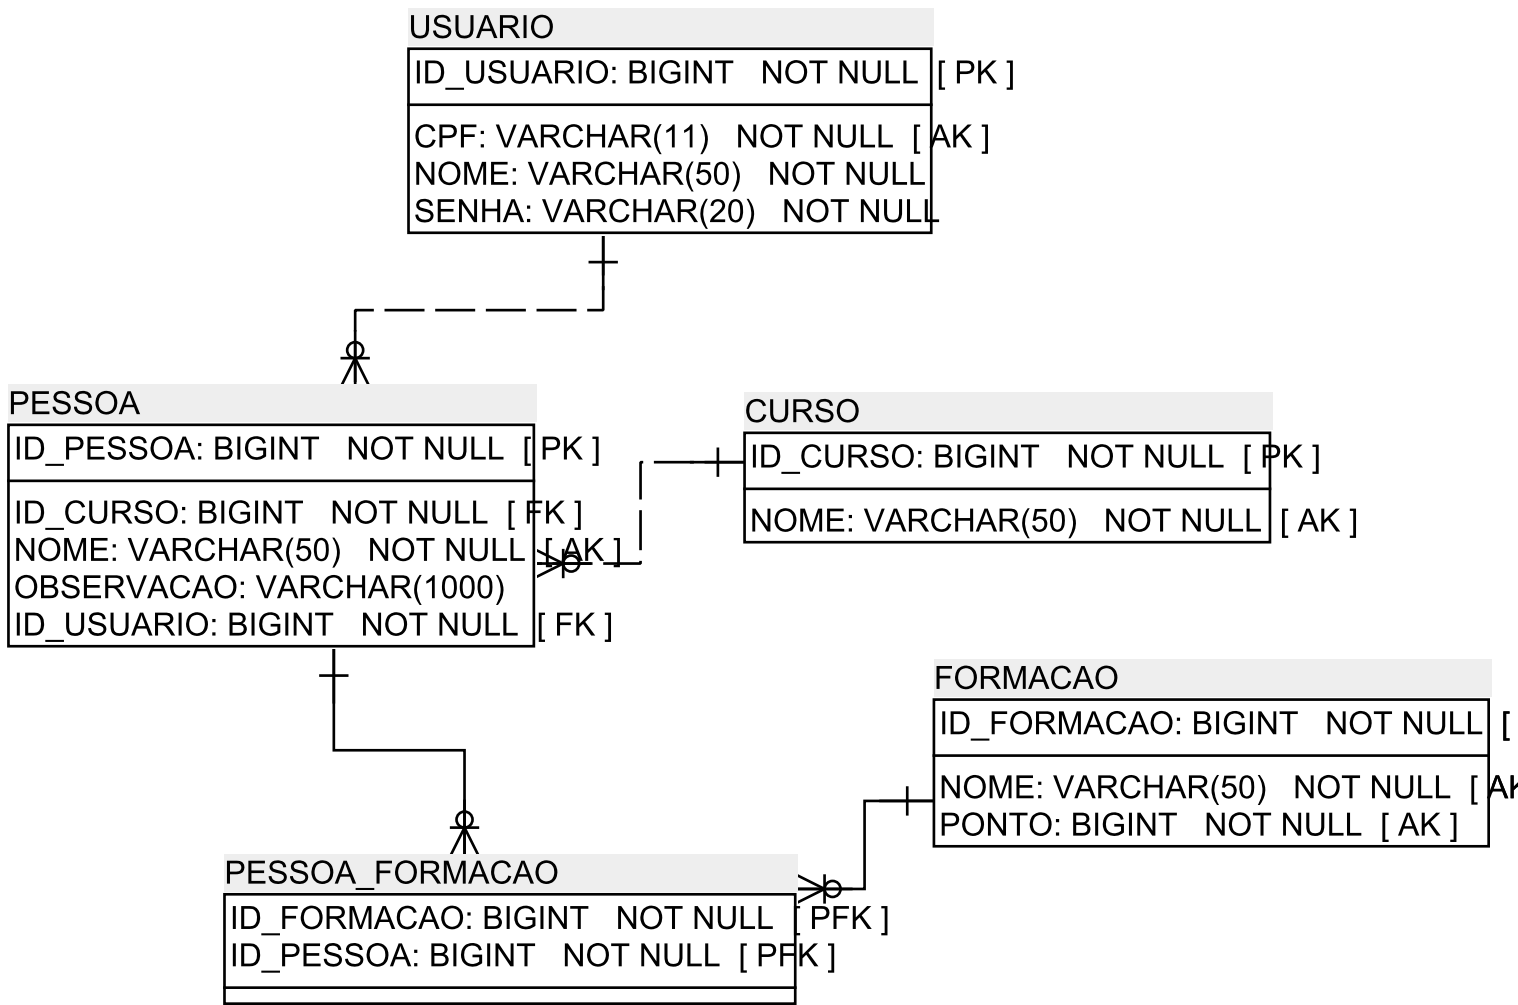 USUARIO
ID_USUARIO: BIGINT NOT NULL [ PK ]
CPF: VARCHAR(11) NOT NULL [ AK ]
NOME: VARCHAR(50) NOT NULL
SENHA: VARCHAR(20) NOT NULL
PESSOA
ID_PESSOA: BIGINT NOT NULL [ PK ]
ID_CURSO: BIGINT NOT NULL [ FK ]
NOME: VARCHAR(50) NOT NULL [ AK ]
OBSERVACAO: VARCHAR(1000)
ID_USUARIO: BIGINT NOT NULL [ FK ]
CURSO
ID_CURSO: BIGINT NOT NULL [ PK ]
NOME: VARCHAR(50) NOT NULL [ AK ]
FORMACAO
ID_FORMACAO: BIGINT NOT NULL [
NOME: VARCHAR(50) NOT NULL [ AK
PONTO: BIGINT NOT NULL [ AK ]
PESSOA_FORMACAO
ID_FORMACAO: BIGINT NOT NULL [ PFK ]
ID_PESSOA: BIGINT NOT NULL [ PFK ]